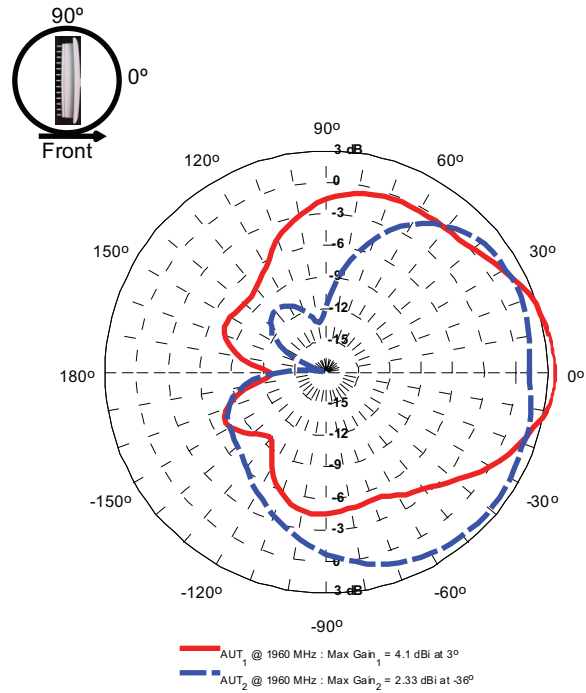 90º
0º
Front
90º
3 dB
120º
60º
0
-3
150º
-6
30º
-9
-12
-15
180º
0º
-15
-12
-9
-150º
-6
-30º
-3
0
-120º
3 dB
-60º
-90º
AUT1 @ 1960 MHz : Max Gain1 = 4.1 dBi at 3º
AUT2 @ 1960 MHz : Max Gain2 = 2.33 dBi at -36º